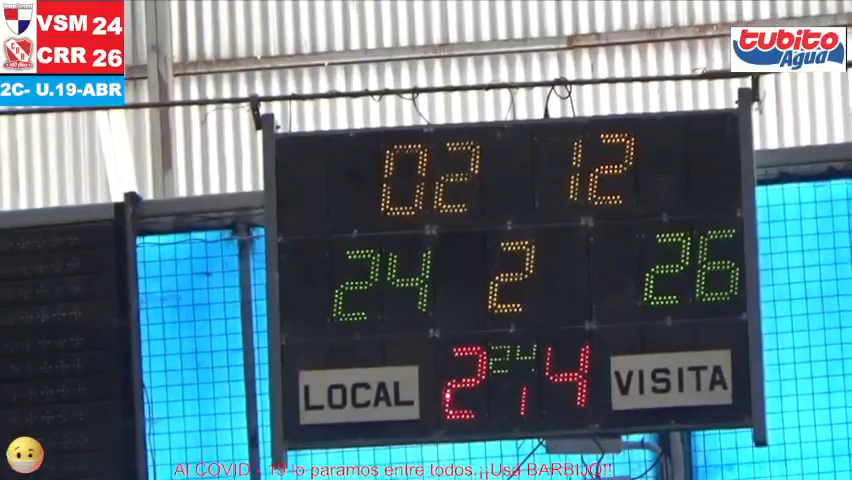 VSM 24
CRR 26
2C- U.19-ABR
tubito
Agua
02 12
24 2 26
24
2 1 4
LOCAL
VISITA
Al COVID - 19 lo paramos entre todos.¡¡Usá BARBIJO!!